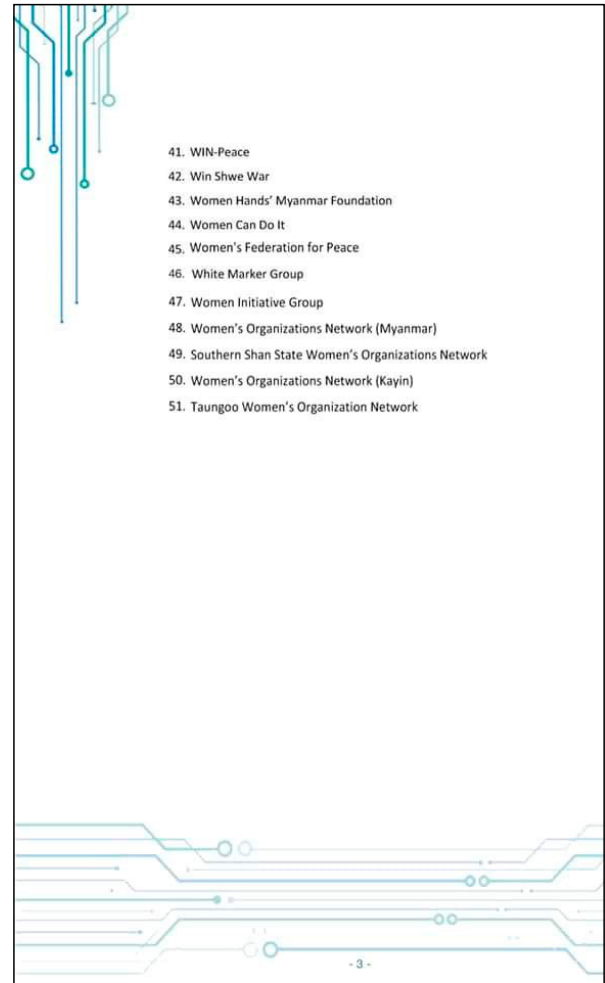 41. WIN-Peace
42. Win Shwe War
43. Women Hands' Myanmar Foundation
44. Women Can Do It
45. Women's Federation for Peace
46. White Marker Group
47. Women Initiative Group
48. Women's Organizations Network (Myanmar)
49. Southern Shan State Women's Organizations Network
50. Women's Organizations Network (Kayin)
51. Taungoo Women's Organization Network
- 3 -